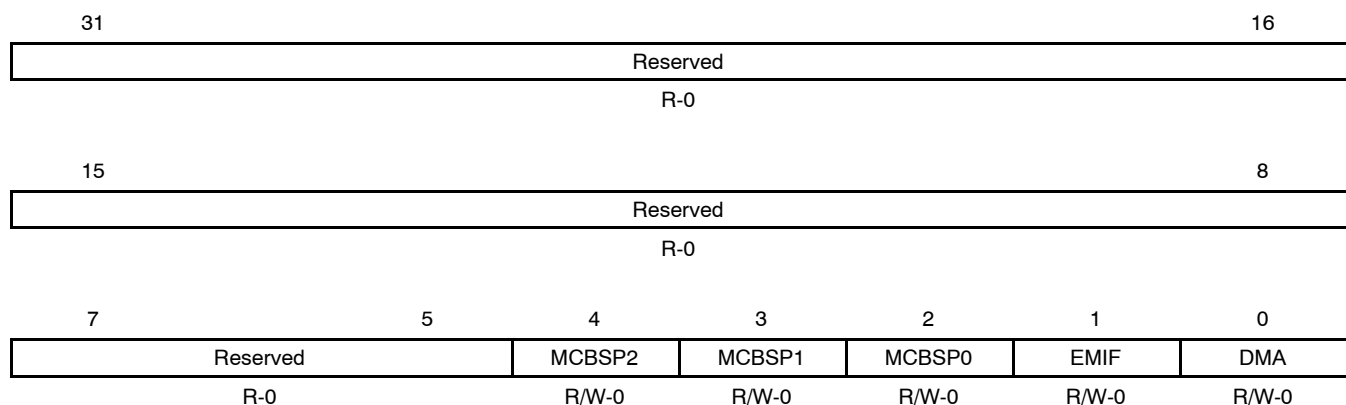 31 16
Reserved
R-0
15 8
Reserved
R-0
7 5 4 3 2 1 0
Reserved MCBSP2 MCBSP1 MCBSP0 EMIF DMA
R-0 R/W-0 R/W-0 R/W-0 R/W-0 R/W-0